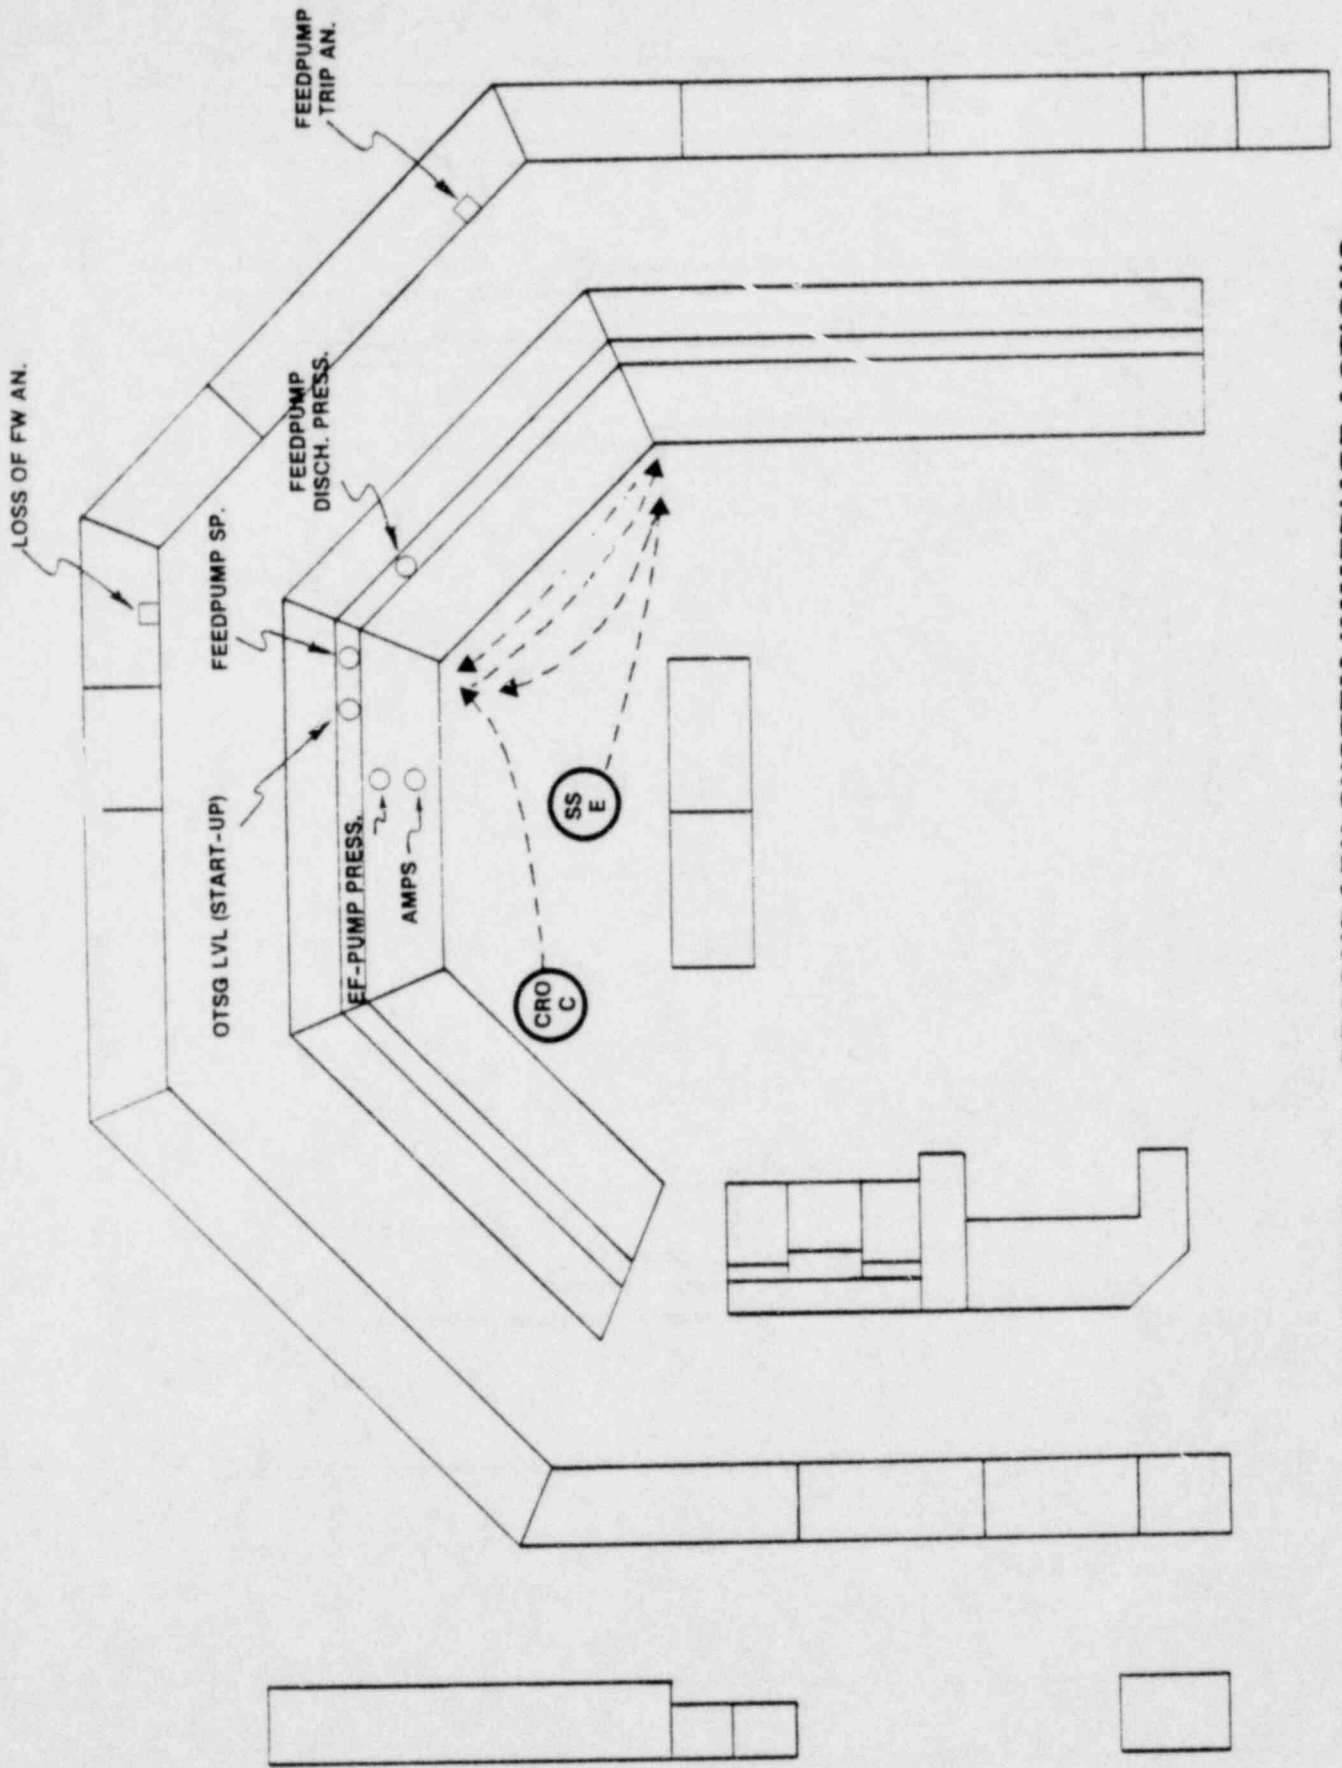 LOSS OF FW AN.
FEEDPUMP
TRIP AN.
FEEDPUMP SP.
FEEDPUMP
DISCH. PRESS.
OTSG LVL (START-UP)
EF-PUMP PRESS.
AMPS
SS
E
CRO
C